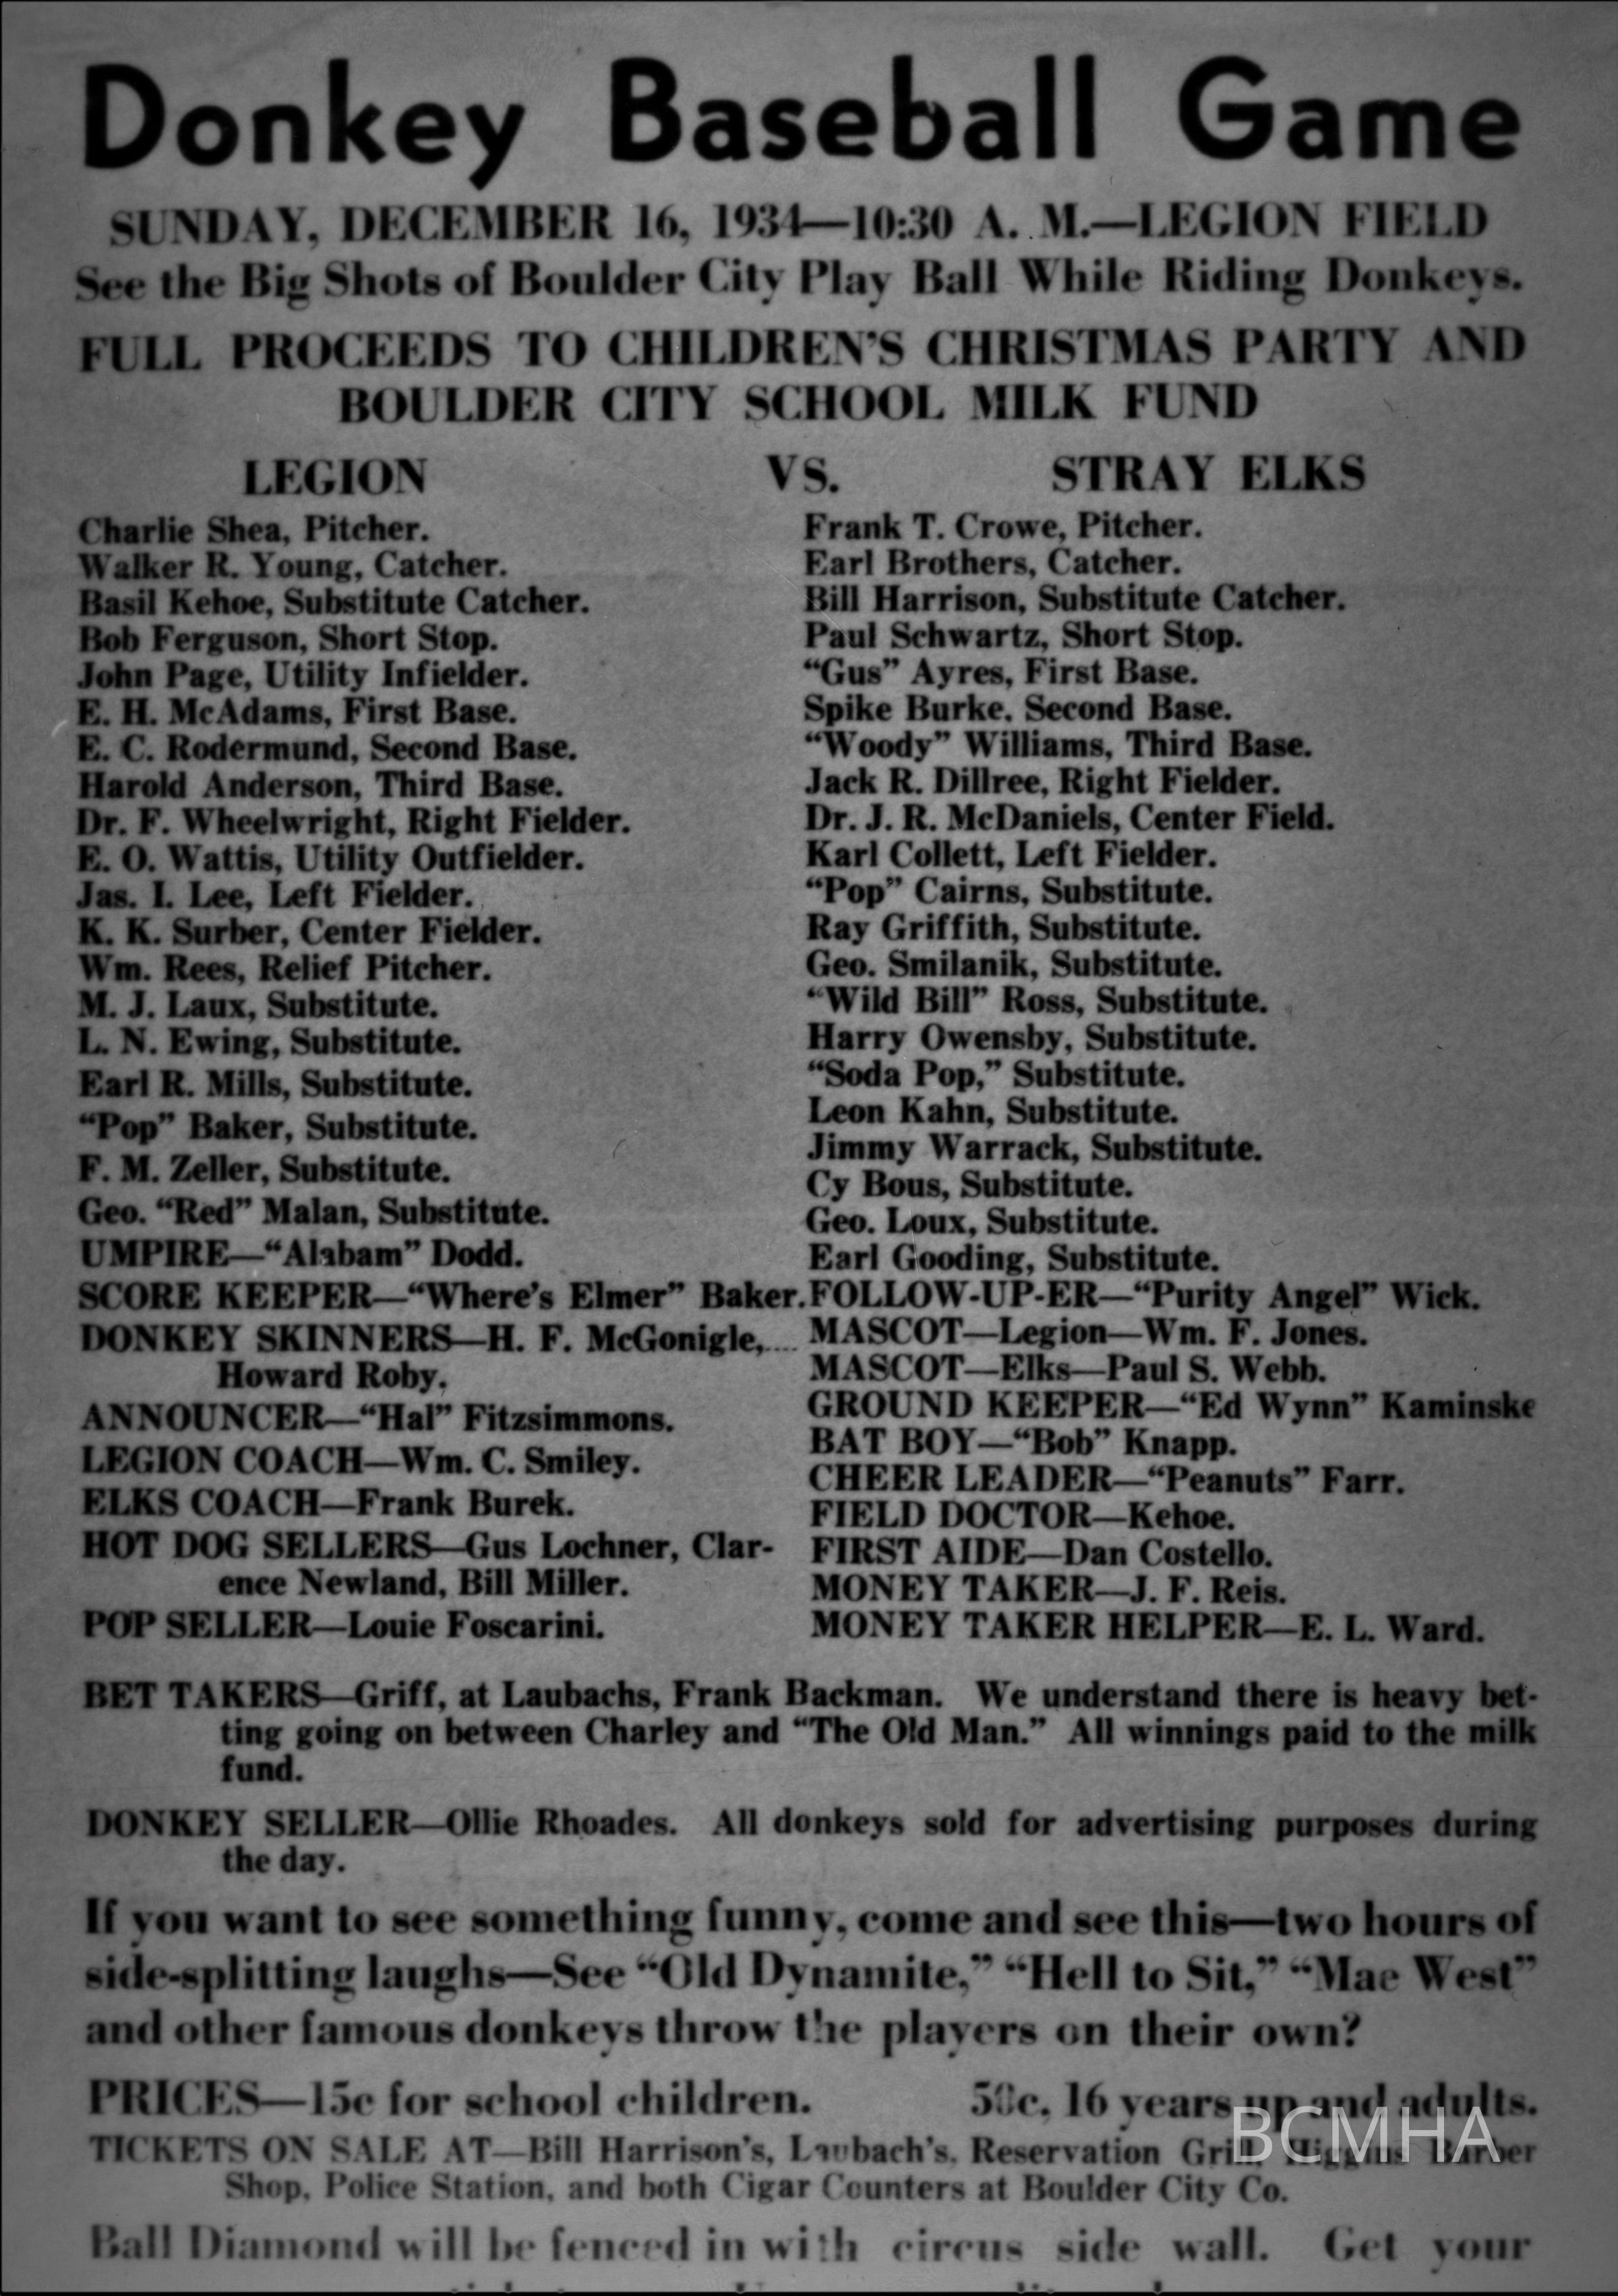 Donkey Baseball Game
SUNDAY, DECEMBER 16, 1934—10:30 A. M.—LEGION FIELD
See the Big Shots of Boulder City Play Ball While Riding Donkeys.
FULL PROCEEDS TO CHILDREN'S CHRISTMAS PARTY AND
BOULDER CITY SCHOOL MILK FUND
LEGION VS. STRAY ELKS
Charlie Shea, Pitcher.
Walker R. Young, Catcher.
Basil Kehoe, Substitute Catcher.
Bob Ferguson, Short Stop.
John Page, Utility Infielder.
E. H. McAdams, First Base.
E. C. Rodermund, Second Base.
Harold Anderson, Third Base.
Dr. F. Wheelwright, Right Fielder.
E. O. Wattis, Utility Outfielder.
Jas. I. Lee, Left Fielder.
K. K. Surber, Center Fielder.
Wm. Rees, Relief Pitcher.
M. J. Laux, Substitute.
L. N. Ewing, Substitute.
Earl R. Mills, Substitute.
“Pop” Baker, Substitute.
F. M. Zeller, Substitute.
Geo. “Red” Malan, Substitute.
UMPIRE—“Alabam” Dodd.
SCORE KEEPER—“Where's Elmer” Baker.
DONKEY SKINNERS—H. F. McGonigle,....
Howard Roby.
ANNOUNCER—“Hal” Fitzsimmons.
LEGION COACH—Wm. C. Smiley.
ELKS COACH—Frank Burek.
HOT DOG SELLERS—Gus Lochner, Clar-
ence Newland, Bill Miller.
POP SELLER—Louie Foscarini.
Frank T. Crowe, Pitcher.
Earl Brothers, Catcher.
Bill Harrison, Substitute Catcher.
Paul Schwartz, Short Stop.
“Gus” Ayres, First Base.
Spike Burke. Second Base.
“Woody” Williams, Third Base.
Jack R. Dillree, Right Fielder.
Dr. J. R. McDaniels, Center Field.
Karl Collett, Left Fielder.
“Pop” Cairns, Substitute.
Ray Griffith, Substitute.
Geo. Smilanik, Substitute.
“Wild Bill” Ross, Substitute.
Harry Owensby, Substitute.
“Soda Pop,” Substitute.
Leon Kahn, Substitute.
Jimmy Warrack, Substitute.
Cy Bous, Substitute.
Geo. Loux, Substitute.
Earl Gooding, Substitute.
FOLLOW-UP-ER—“Purity Angel” Wick.
MASCOT—Legion—Wm. F. Jones.
MASCOT—Elks—Paul S. Webb.
GROUND KEEPER—“Ed Wynn” Kaminske
BAT BOY—“Bob” Knapp.
CHEER LEADER—“Peanuts” Farr.
FIELD DOCTOR—Kehoe.
FIRST AIDE—Dan Costello.
MONEY TAKER—J. F. Reis.
MONEY TAKER HELPER—E. L. Ward.
BET TAKERS—Griff, at Laubachs, Frank Backman. We understand there is heavy bet-
ting going on between Charley and “The Old Man.” All winnings paid to the milk
fund.
DONKEY SELLER—Ollie Rhoades. All donkeys sold for advertising purposes during
the day.
If you want to see something funny, come and see this—two hours of
side-splitting laughs—See “Old Dynamite,” “Hell to Sit,” “Mae West”
and other famous donkeys throw the players on their own?
PRICES—15c for school children. 50c, 16 years up and adults.
TICKETS ON SALE AT—Bill Harrison's, Laubach's, Reservation Grill, Higgins Barber
Shop, Police Station, and both Cigar Counters at Boulder City Co.
Ball Diamond will be fenced in with circus side wall. Get your
BCMHA